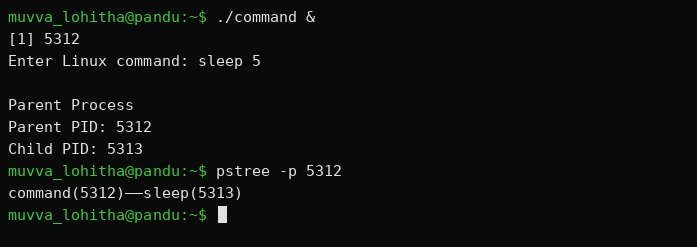 muvva_lohitha@pandu:~$ ./command &
[1] 5312
Enter Linux command: sleep 5
Parent Process
Parent PID: 5312
Child PID: 5313
muvva_lohitha@pandu:~$ pstree -p 5312
command(5312)──sleep(5313)
muvva_lohitha@pandu:~$